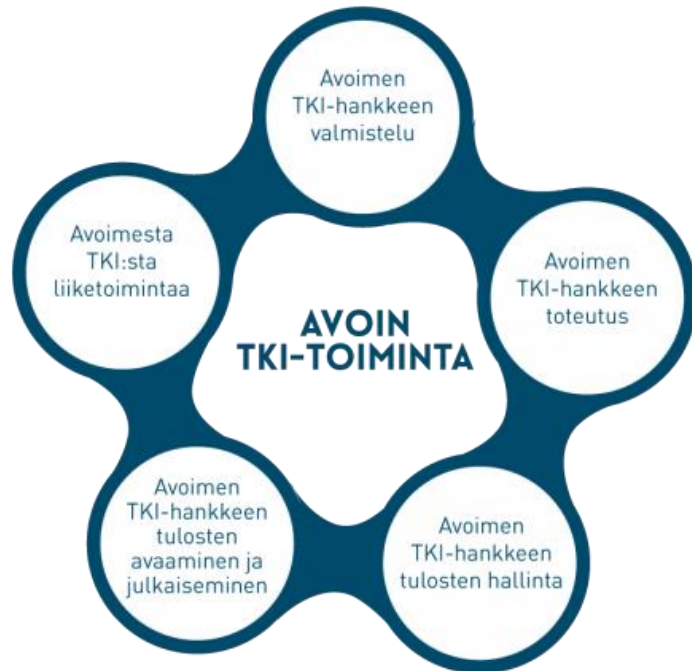 Avoimen
TKI-hankkeen
valmistelu
Avoimesta
TKI:sta
liiketoimintaa
Avoimen
TKI-hankkeen
toteutus
AVOIN
TKI-TOIMINTA
Avoimen
TKI-hankkeen
tulosten
avaaminen ja
julkaiseminen
Avoimen
TKI-hankkeen
tulosten hallinta